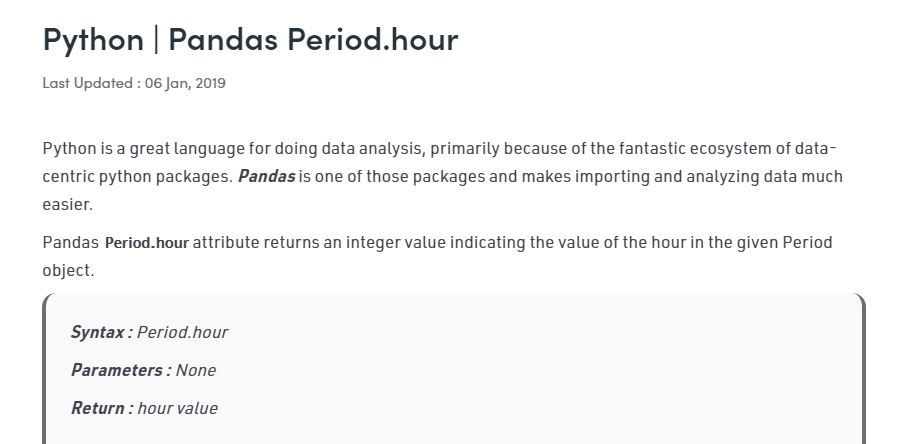 Python | Pandas Period.hour
Last Updated : 06 Jan, 2019
Python is a great language for doing data analysis, primarily because of the fantastic ecosystem of data-
centric python packages. Pandas is one of those packages and makes importing and analyzing data much
easier.
Pandas Period.hour attribute returns an integer value indicating the value of the hour in the given Period
object.
Syntax : Period.hour
Parameters : None
Return : hour value